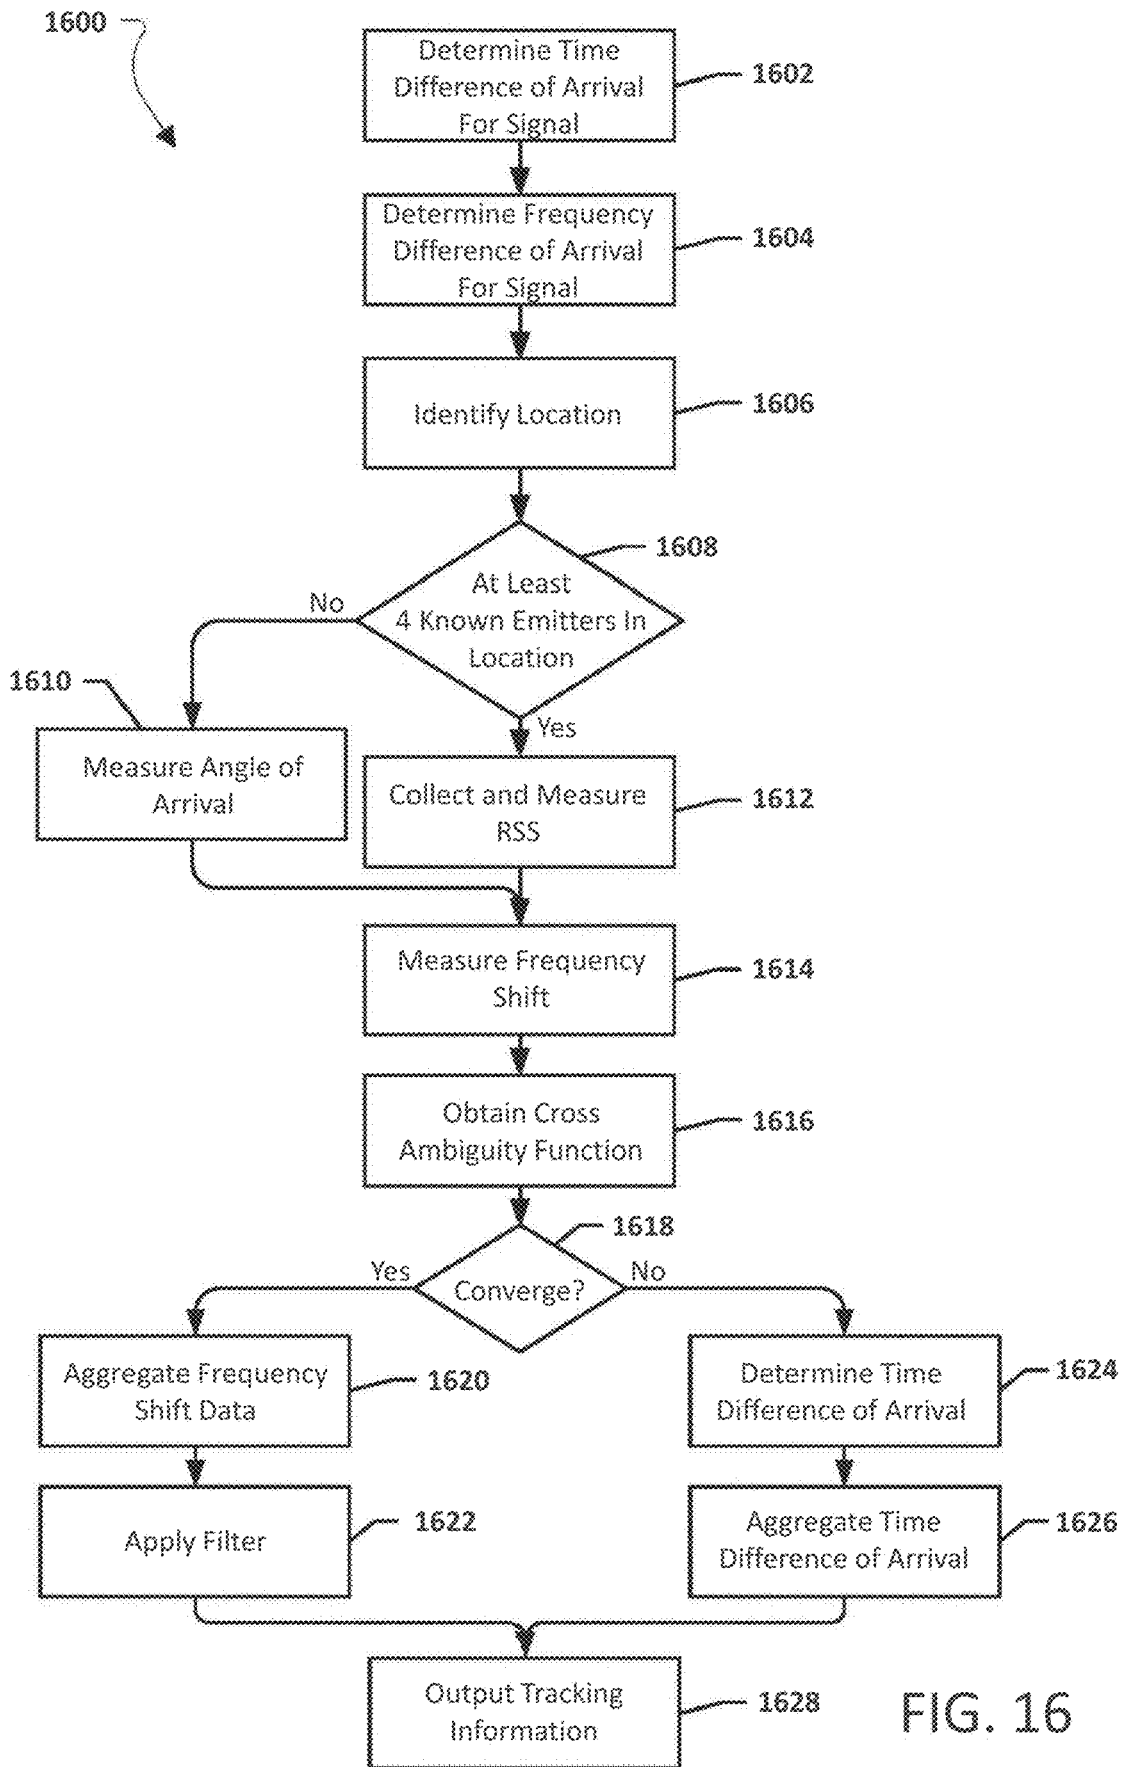 1600
Determine Time
Difference of Arrival
For Signal
1602
Determine Frequency
Difference of Arrival
For Signal
1604
Identify Location
1606
1608
At Least
4 Known Emitters In
Location
No
Yes
1610
Measure Angle of
Arrival
Collect and Measure
RSS
1612
Measure Frequency
Shift
1614
Obtain Cross
Ambiguity Function
1616
1618
Converge?
Yes
No
Aggregate Frequency
Shift Data
1620
Determine Time
Difference of Arrival
1624
Apply Filter
1622
Aggregate Time
Difference of Arrival
1626
Output Tracking
Information
1628
FIG. 16